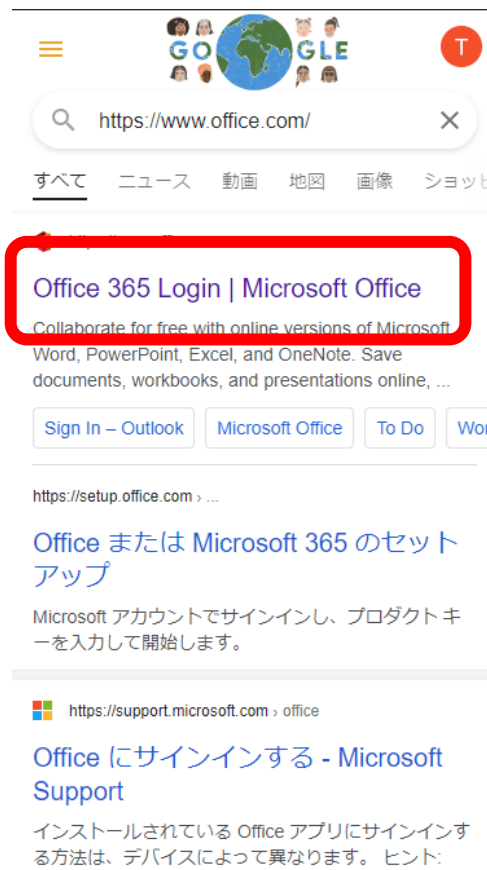 GO GLE
T
https://www.office.com/
すべて ニュース 動画 地図 画像
Office 365 Login | Microsoft Office
Collaborate for free with online versions of Microsoft
Word, PowerPoint, Excel, and OneNote. Save
documents, workbooks, and presentations online, ...
Sign In – Outlook Microsoft Office To Do
https://setup.office.com › ...
Office または Microsoft 365 のセット
アップ
Microsoft アカウントでサインインし、プロダクト キ
ーを入力して開始します。
https://support.microsoft.com › office
Office にサインインする - Microsoft
Support
インストールされている Office アプリにサインインす
る方法は、デバイスによって異なります。 ヒント: